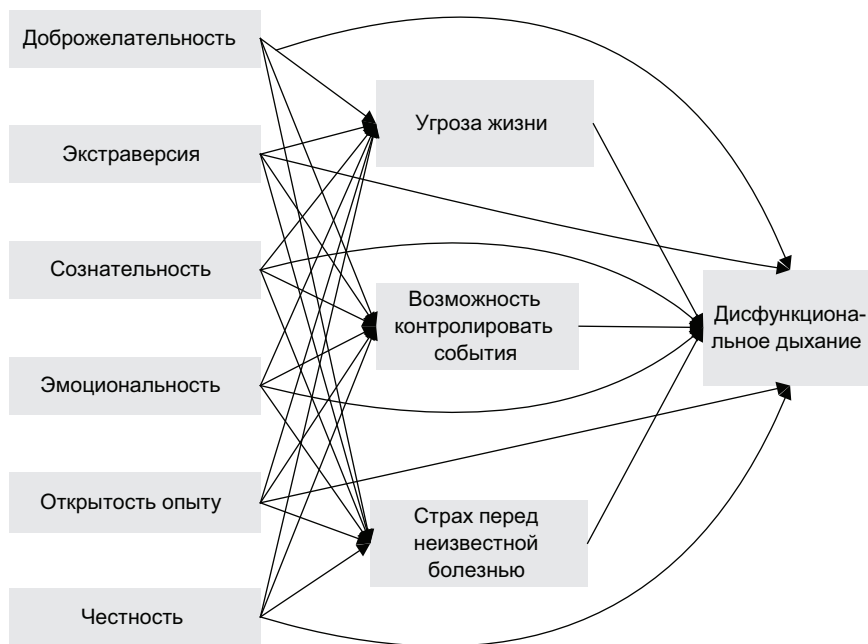 Доброжелательность
Экстраверсия
Сознательность
Эмоциональность
Открытость опыту
Честность
Угроза жизни
Возможность
контролировать
события
Страх перед
неизвестной
болезнью
Дисфункциона-
льное дыхание